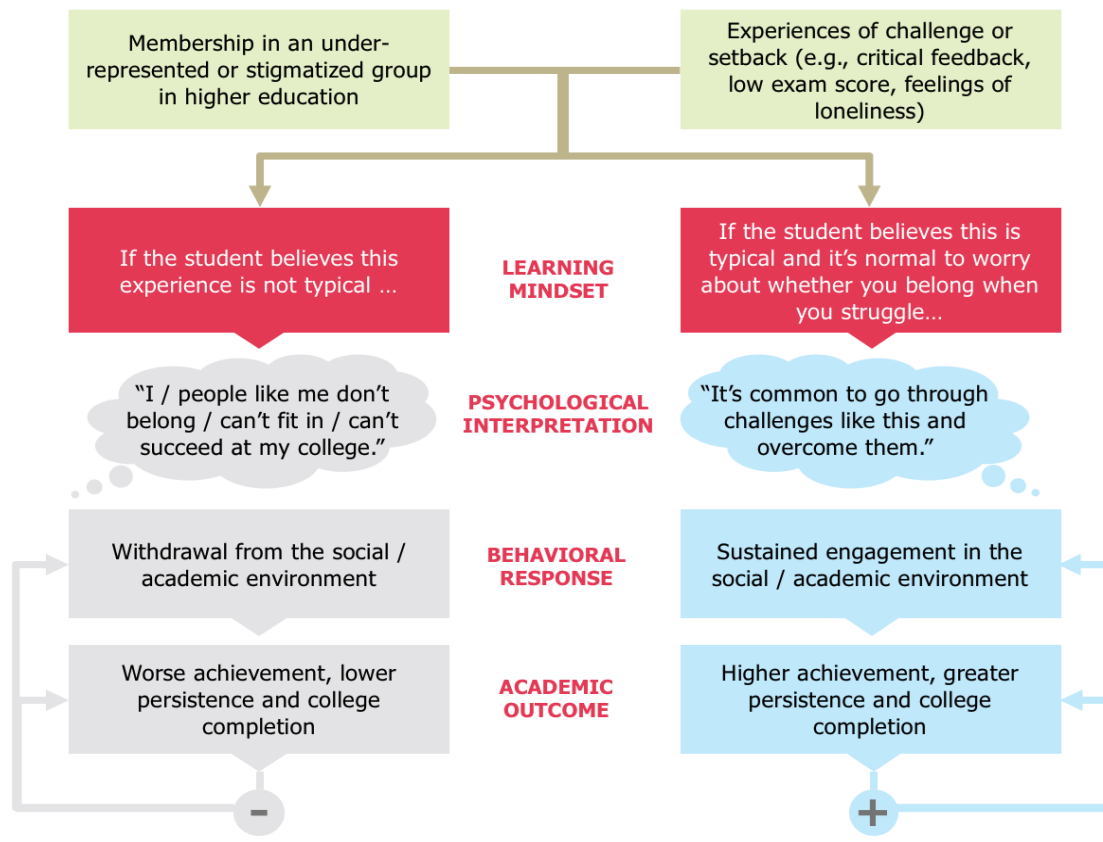 Membership in an under-
represented or stigmatized group
in higher education
Experiences of challenge or
setback (e.g., critical feedback,
low exam score, feelings of
loneliness)
If the student believes this
experience is not typical ...
LEARNING
MINDSET
If the student believes this is
typical and it's normal to worry
about whether you belong when
you struggle…
“I / people like me don’t
belong / can’t fit in / can’t
succeed at my college.”
PSYCHOLOGICAL
INTERPRETATION
“It’s common to go through
challenges like this and
overcome them.”
Withdrawal from the social /
academic environment
BEHAVIORAL
RESPONSE
Sustained engagement in the
social / academic environment
Worse achievement, lower
persistence and college
completion
ACADEMIC
OUTCOME
Higher achievement, greater
persistence and college
completion
-
+